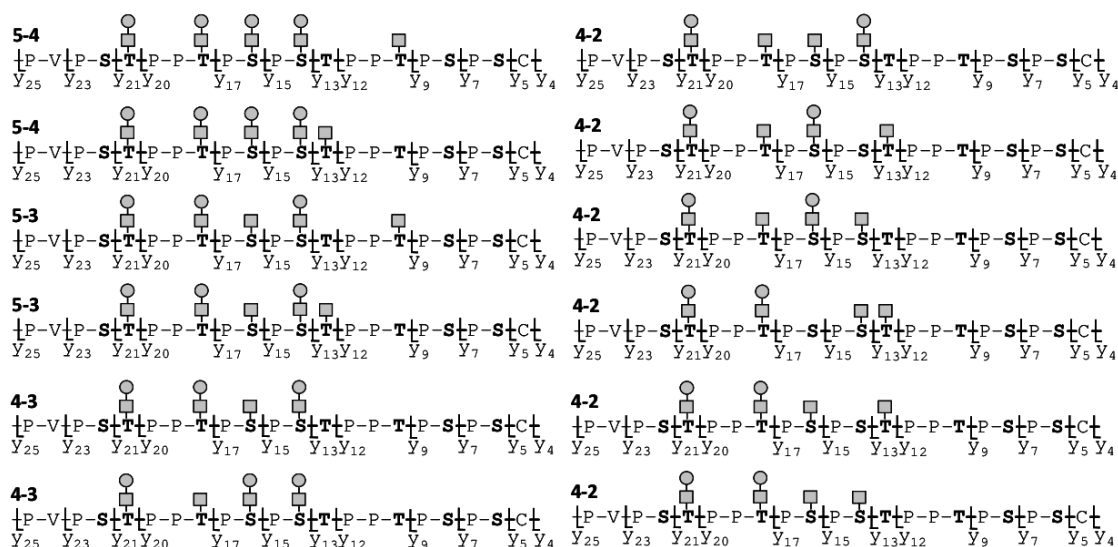 5-4
P–V┼P–S┼T┼P–P–T┼P–S┼P–S┼T┼P–P–T┼P–S┼P–S┼C┼
y₂₅ y₂₃ y₂₁ y₂₀ y₁₇ y₁₅ y₁₃ y₁₂ y₉ y₇ y₅ y₄
5-4
P–V┼P–S┼T┼P–P–T┼P–S┼P–S┼T┼P–P–T┼P–S┼P–S┼C┼
y₂₅ y₂₃ y₂₁ y₂₀ y₁₇ y₁₅ y₁₃ y₁₂ y₉ y₇ y₅ y₄
5-3
P–V┼P–S┼T┼P–P–T┼P–S┼P–S┼T┼P–P–T┼P–S┼P–S┼C┼
y₂₅ y₂₃ y₂₁ y₂₀ y₁₇ y₁₅ y₁₃ y₁₂ y₉ y₇ y₅ y₄
5-3
P–V┼P–S┼T┼P–P–T┼P–S┼P–S┼T┼P–P–T┼P–S┼P–S┼C┼
y₂₅ y₂₃ y₂₁ y₂₀ y₁₇ y₁₅ y₁₃ y₁₂ y₉ y₇ y₅ y₄
4-3
P–V┼P–S┼T┼P–P–T┼P–S┼P–S┼T┼P–P–T┼P–S┼P–S┼C┼
y₂₅ y₂₃ y₂₁ y₂₀ y₁₇ y₁₅ y₁₃ y₁₂ y₉ y₇ y₅ y₄
4-3
P–V┼P–S┼T┼P–P–T┼P–S┼P–S┼T┼P–P–T┼P–S┼P–S┼C┼
y₂₅ y₂₃ y₂₁ y₂₀ y₁₇ y₁₅ y₁₃ y₁₂ y₉ y₇ y₅ y₄
4-2
P–V┼P–S┼T┼P–P–T┼P–S┼P–S┼T┼P–P–T┼P–S┼P–S┼C┼
y₂₅ y₂₃ y₂₁ y₂₀ y₁₇ y₁₅ y₁₃ y₁₂ y₉ y₇ y₅ y₄
4-2
P–V┼P–S┼T┼P–P–T┼P–S┼P–S┼T┼P–P–T┼P–S┼P–S┼C┼
y₂₅ y₂₃ y₂₁ y₂₀ y₁₇ y₁₅ y₁₃ y₁₂ y₉ y₇ y₅ y₄
4-2
P–V┼P–S┼T┼P–P–T┼P–S┼P–S┼T┼P–P–T┼P–S┼P–S┼C┼
y₂₅ y₂₃ y₂₁ y₂₀ y₁₇ y₁₅ y₁₃ y₁₂ y₉ y₇ y₅ y₄
4-2
P–V┼P–S┼T┼P–P–T┼P–S┼P–S┼T┼P–P–T┼P–S┼P–S┼C┼
y₂₅ y₂₃ y₂₁ y₂₀ y₁₇ y₁₅ y₁₃ y₁₂ y₉ y₇ y₅ y₄
4-2
P–V┼P–S┼T┼P–P–T┼P–S┼P–S┼T┼P–P–T┼P–S┼P–S┼C┼
y₂₅ y₂₃ y₂₁ y₂₀ y₁₇ y₁₅ y₁₃ y₁₂ y₉ y₇ y₅ y₄
4-2
P–V┼P–S┼T┼P–P–T┼P–S┼P–S┼T┼P–P–T┼P–S┼P–S┼C┼
y₂₅ y₂₃ y₂₁ y₂₀ y₁₇ y₁₅ y₁₃ y₁₂ y₉ y₇ y₅ y₄